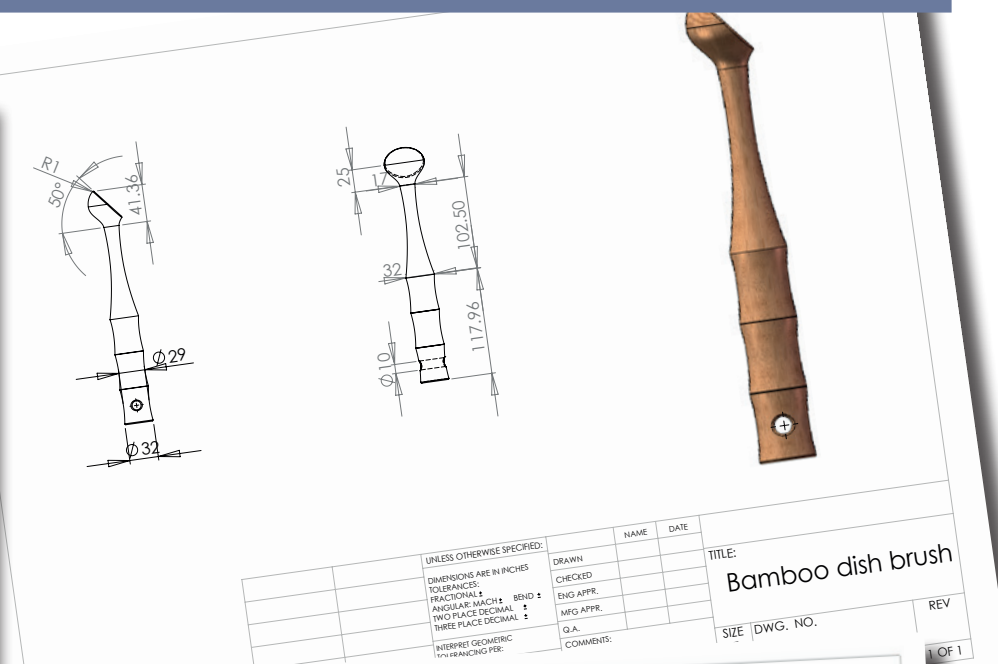 R1
50°
41.36
Ø29
Ø32
25
17
102.50
32
117.96
Ø10
UNLESS OTHERWISE SPECIFIED:
DIMENSIONS ARE IN INCHES
TOLERANCES:
FRACTIONAL ±
ANGULAR: MACH ± BEND ±
TWO PLACE DECIMAL ±
THREE PLACE DECIMAL ±
INTERPRET GEOMETRIC
TOLERANCING PER:
NAME DATE
DRAWN
CHECKED
ENG APPR.
MFG APPR.
Q.A.
COMMENTS:
TITLE:
Bamboo dish brush
SIZE DWG. NO. REV
1 OF 1